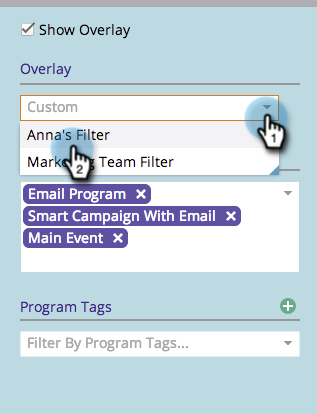 Show Overlay
Overlay
Custom
1
Anna's Filter
2
Marketing Team Filter
Email Program ×
Smart Campaign With Email ×
Main Event ×
Program Tags
Filter By Program Tags...